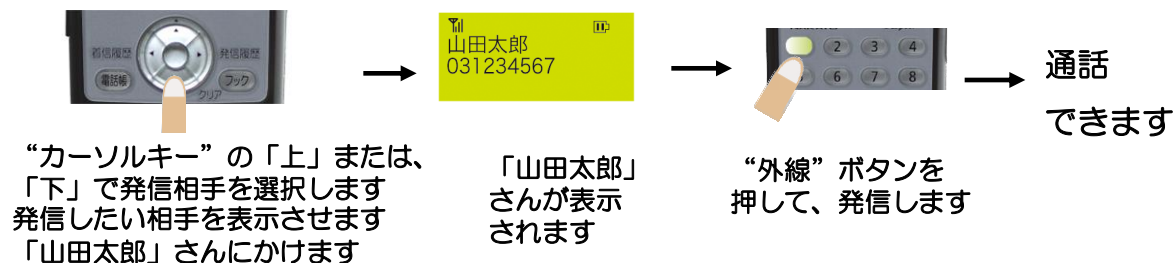 着信履歴
発信履歴
電話帳
フック
クリア
山田太郎
031234567
2 3 4
6 7 8
通話
できます
“カーソルキー”の「上」または、
「下」で発信相手を選択します
発信したい相手を表示させます
「山田太郎」さんにかけます
「山田太郎」
さんが表示
されます
“外線”ボタンを
押して、発信します